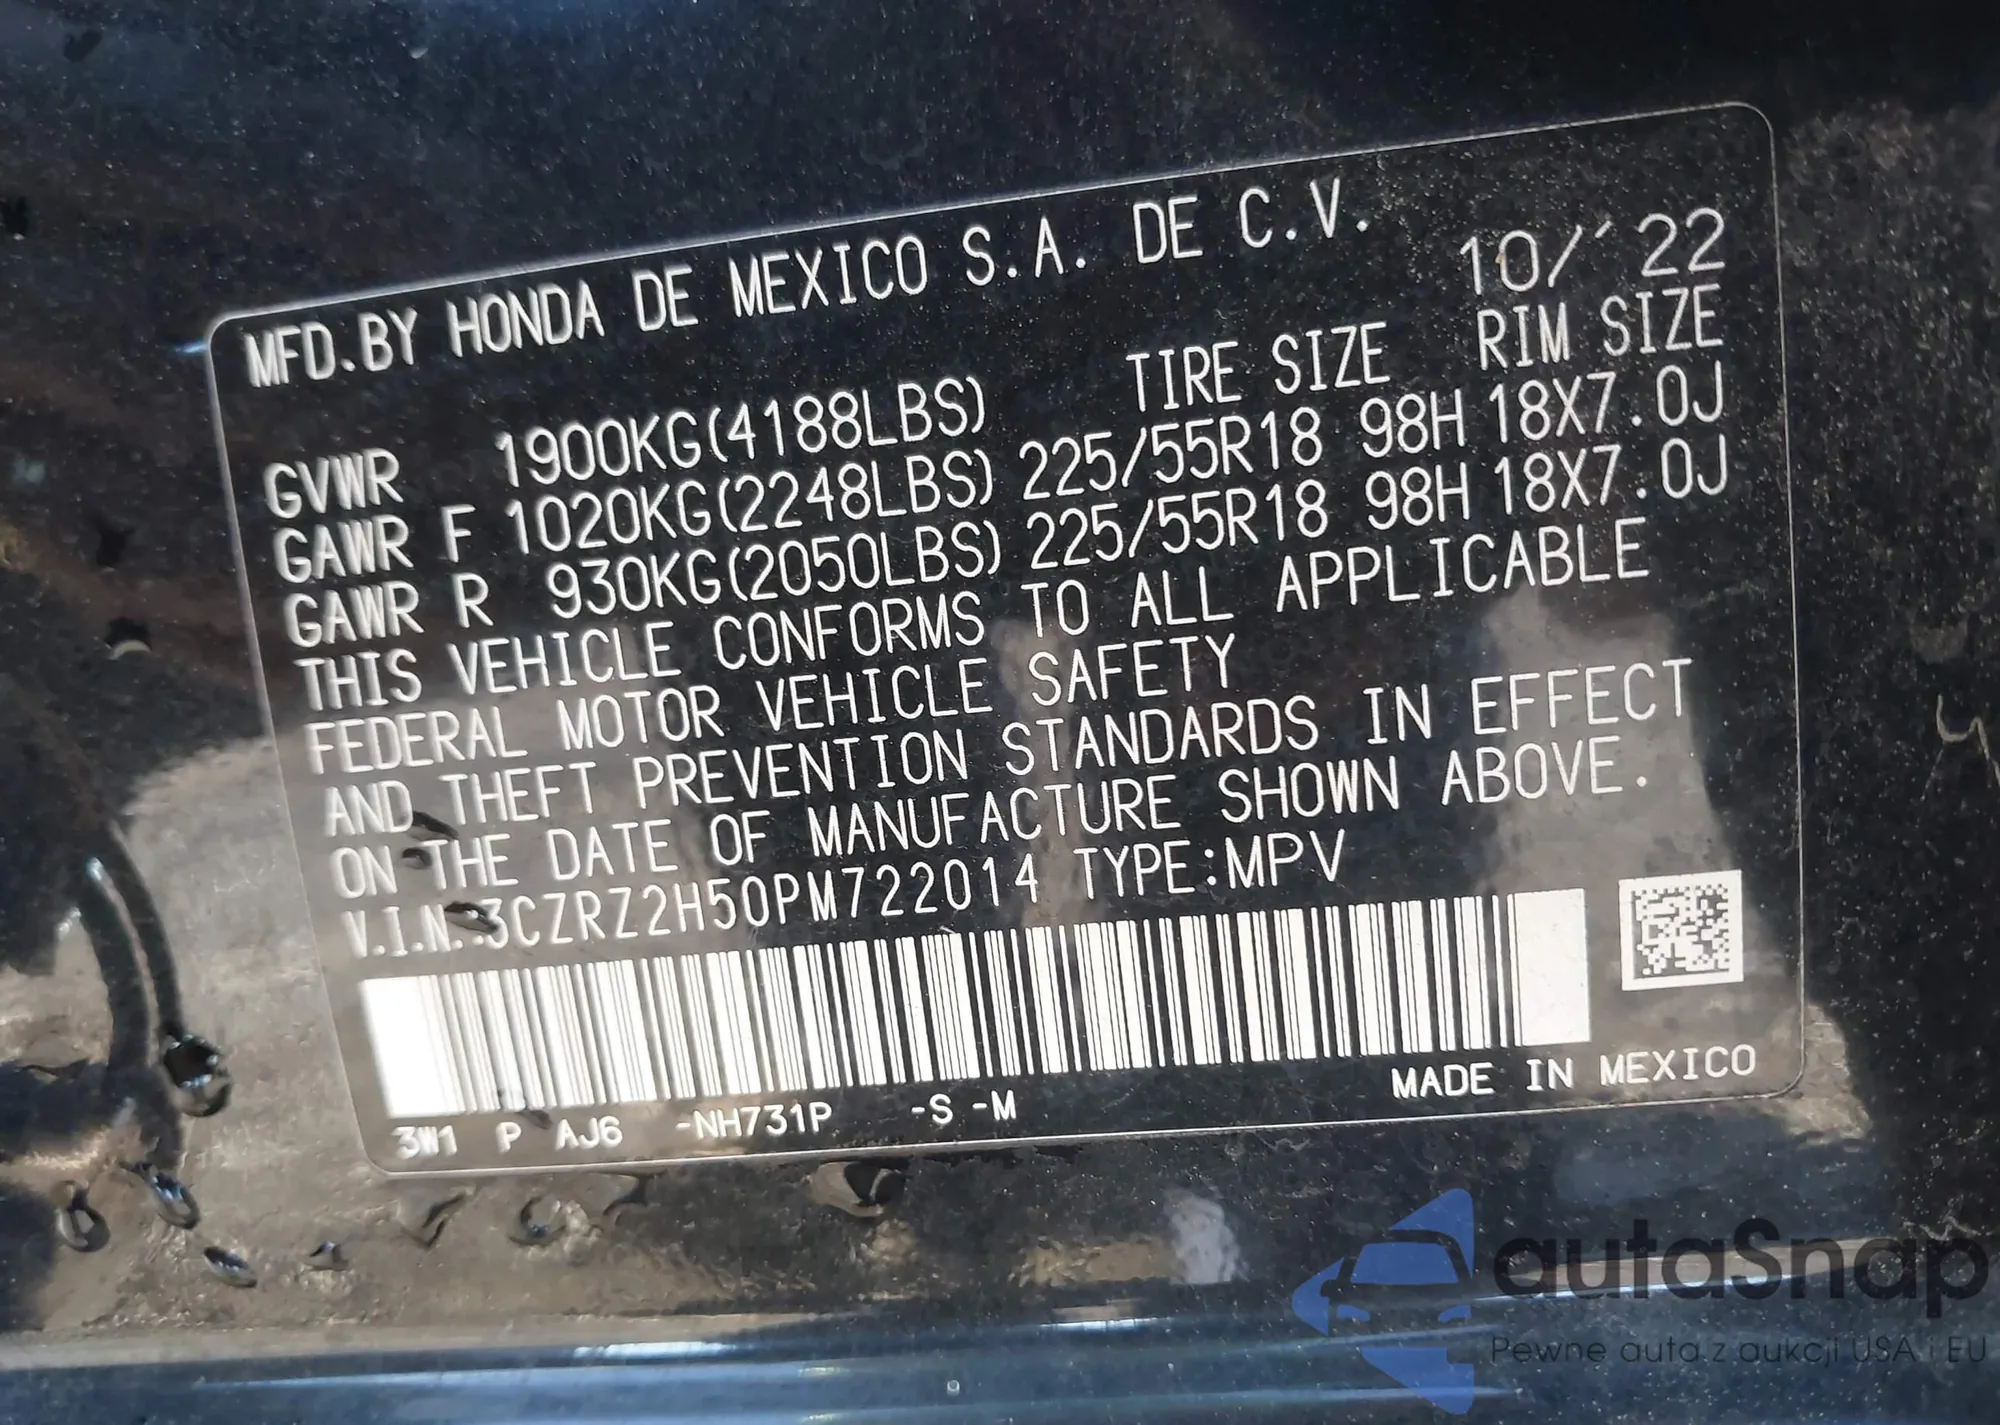 MFD.BY HONDA DE MEXICO S.A. DE C.V.
10/'22
TIRE SIZE RIM SIZE
GVWR 1900KG(4188LBS)
GAWR F 1020KG(2248LBS) 225/55R18 98H 18X7.0J
GAWR R 930KG(2050LBS) 225/55R18 98H 18X7.0J
THIS VEHICLE CONFORMS TO ALL APPLICABLE
FEDERAL MOTOR VEHICLE SAFETY
AND THEFT PREVENTION STANDARDS IN EFFECT
ON THE DATE OF MANUFACTURE SHOWN ABOVE.
V.I.N.:3CZRZ2H50PM722014 TYPE:MPV
3W1 P AJ6 -NH731P -S -M
MADE IN MEXICO
autaSnap
Pewne auta z aukcji USA i EU